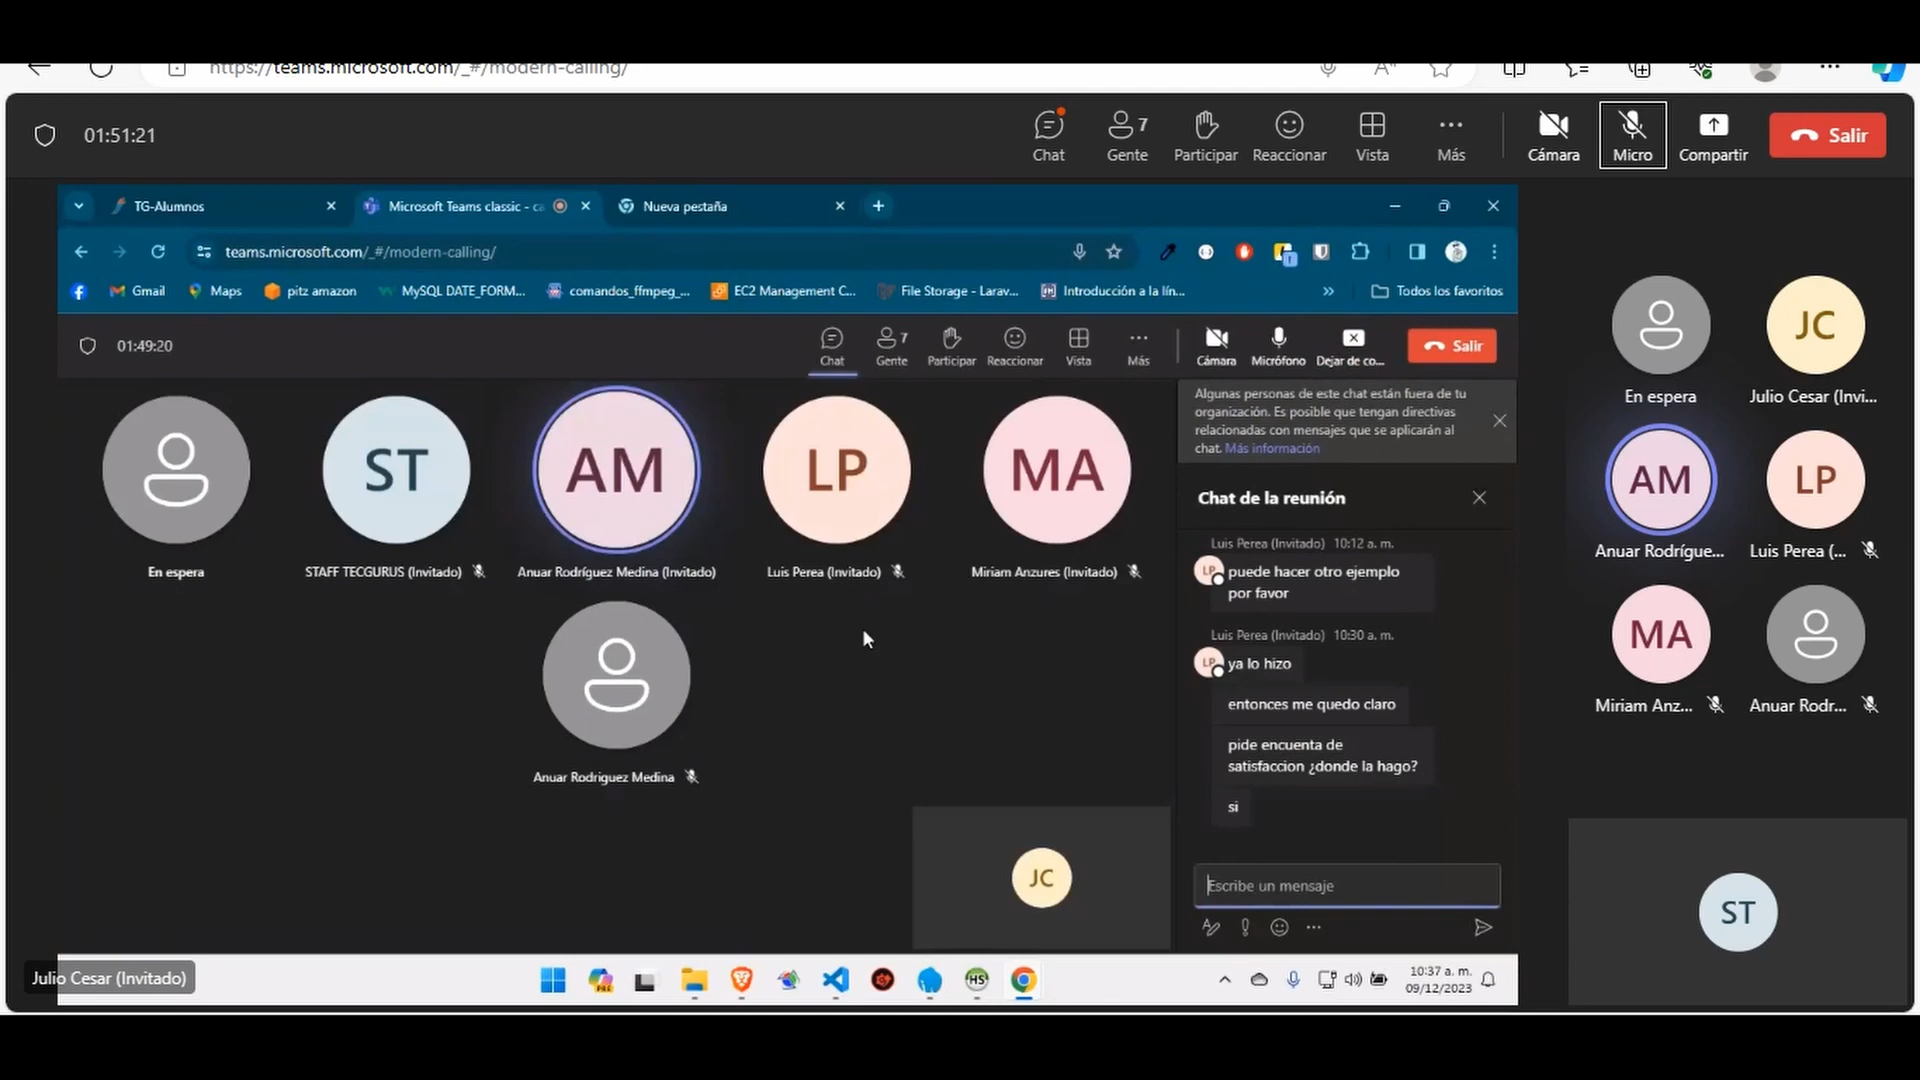 https://teams.microsoft.com/_#/modern-calling/
01:51:21
Chat
Gente
7
Participar
Reaccionar
Vista
Más
Cámara
Micro
Compartir
Salir
TG-Alumnos
Microsoft Teams classic - ca
Nueva pestaña
teams.microsoft.com/_#/modern-calling/
Gmail
Maps
pitz amazon
MySQL DATE_FORM...
comandos_ffmpeg_...
EC2 Management C...
File Storage - Larav...
Introducción a la lín...
Todos los favoritos
01:49:20
Chat
Gente
7
Participar
Reaccionar
Vista
Más
Cámara
Micrófono
Dejar de co...
Salir
En espera
ST
STAFF TECGURUS (Invitado)
AM
Anuar Rodríguez Medina (Invitado)
LP
Luis Perea (Invitado)
MA
Miriam Anzures (Invitado)
Anuar Rodriguez Medina
JC
Algunas personas de este chat están fuera de tu
organización. Es posible que tengan directivas
relacionadas con mensajes que se aplicarán al
chat. Más información
Chat de la reunión
Luis Perea (Invitado) 10:12 a. m.
LP
puede hacer otro ejemplo
por favor
Luis Perea (Invitado) 10:30 a. m.
LP
ya lo hizo
entonces me quedo claro
pide encuenta de
satisfaccion ¿donde la hago?
si
Escribe un mensaje
En espera
JC
Julio Cesar (Invi...
AM
Anuar Rodrígue...
LP
Luis Perea (...
MA
Miriam Anz...
Anuar Rodr...
ST
Julio Cesar (Invitado)
PRE
HS
10:37 a. m.
09/12/2023